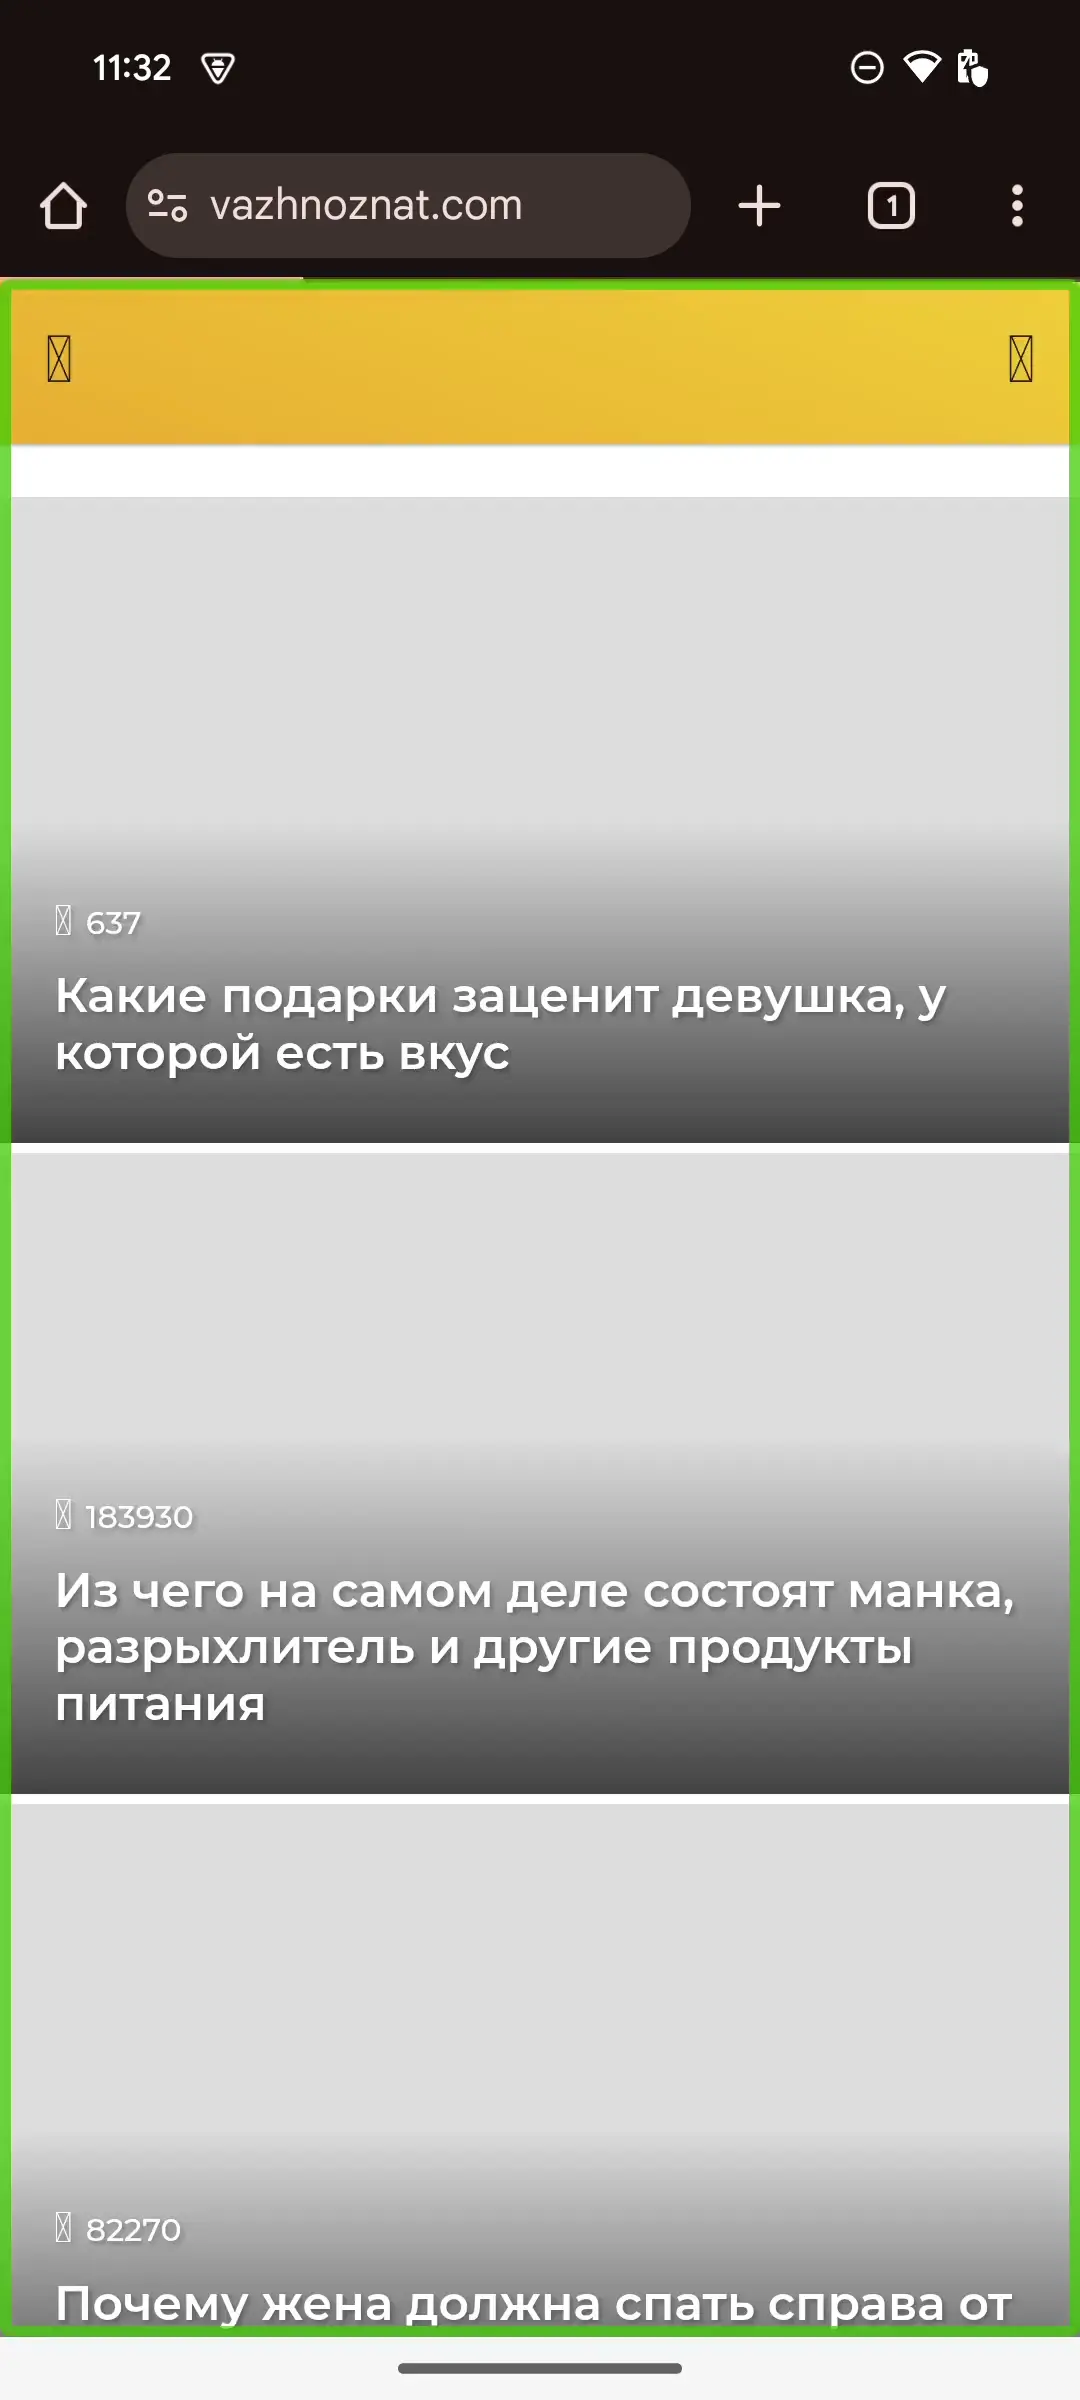 11:32
vazhnoznat.com
1
637
Какие подарки заценит девушка, у
которой есть вкус
183930
Из чего на самом деле состоят манка,
разрыхлитель и другие продукты
питания
82270
Почему жена должна спать справа от